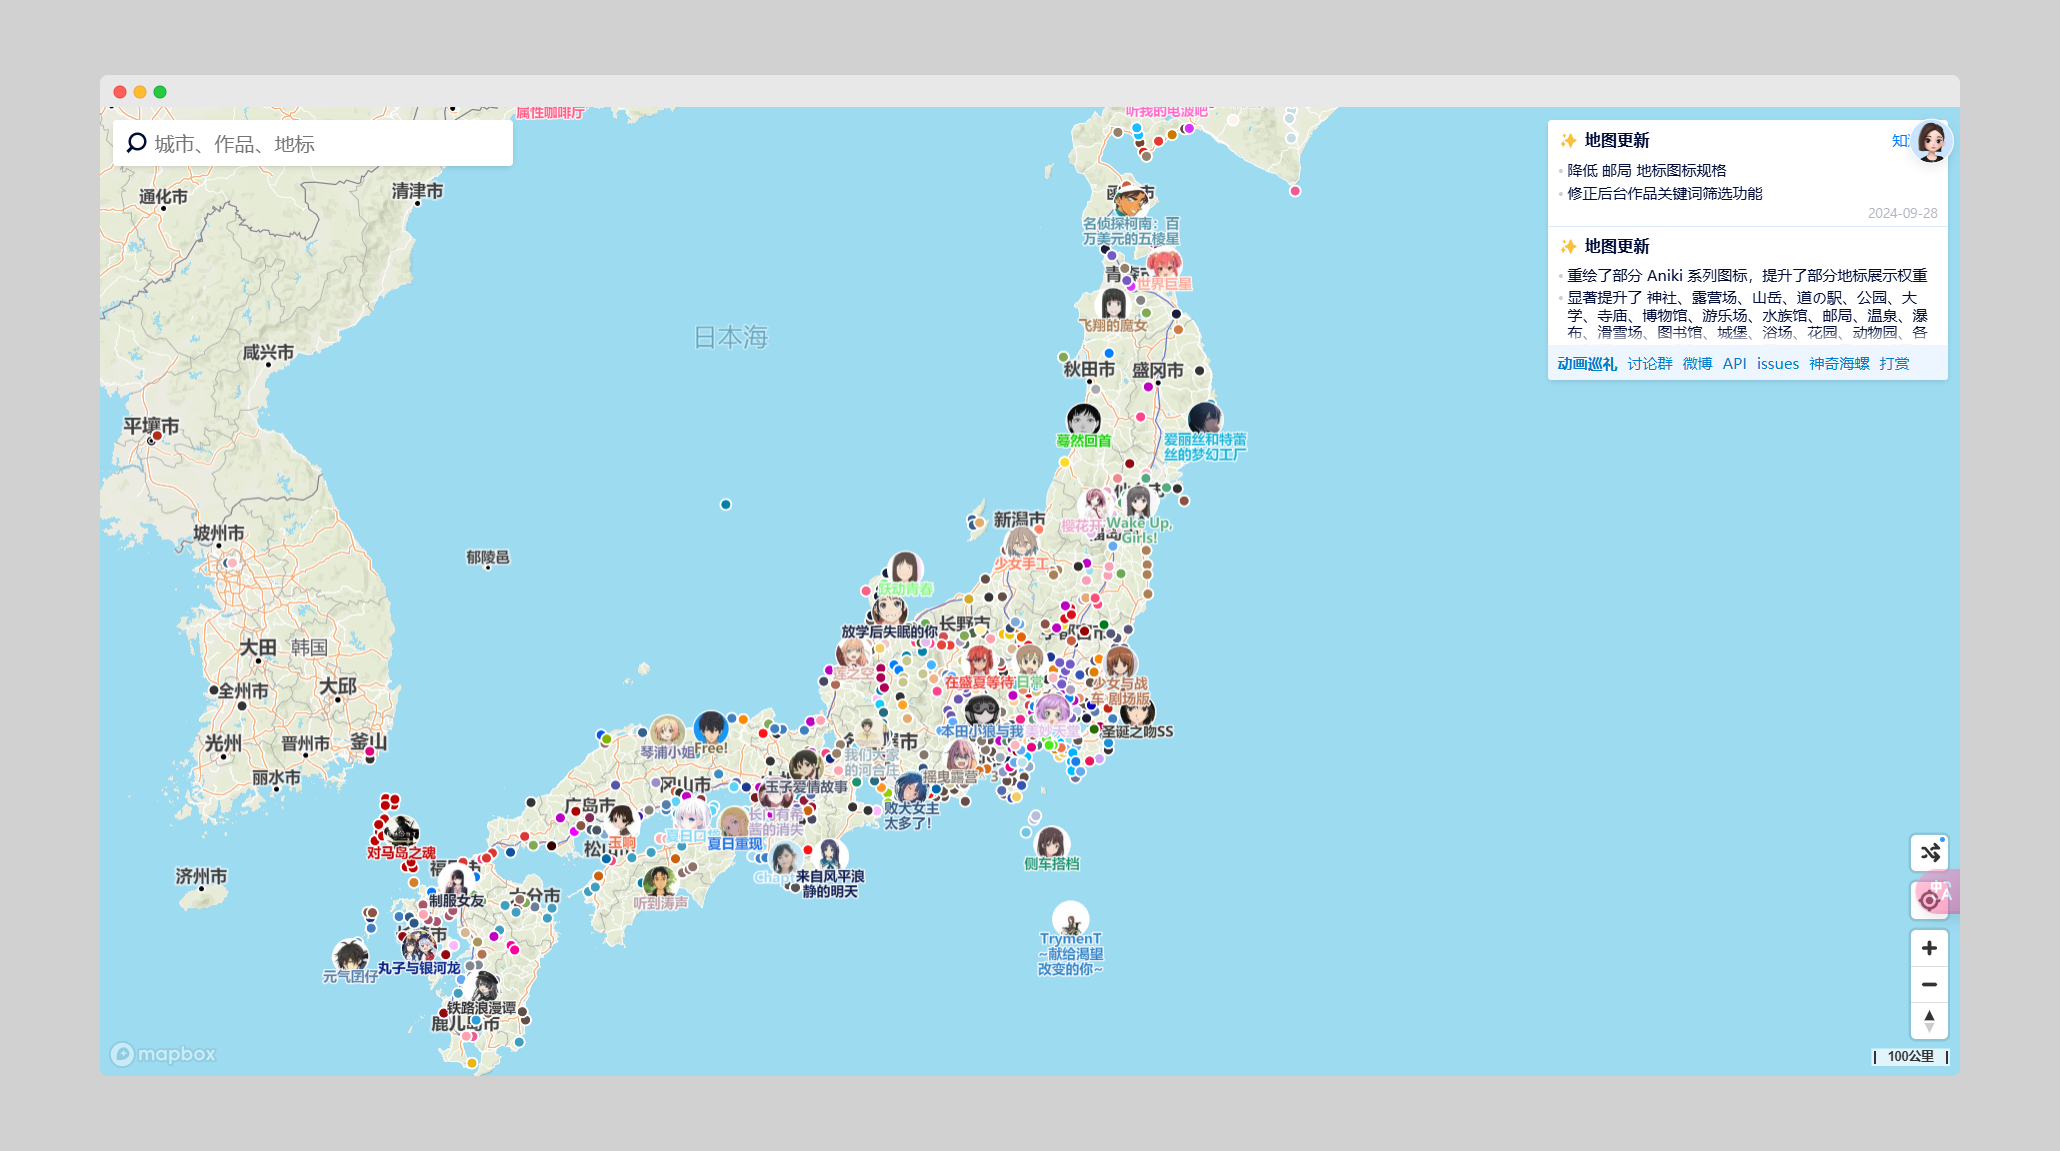 属性咖啡厅
听我的电波吧
城市、作品、地标
地图更新
降低 邮局 地标图标规格
修正后台作品关键词筛选功能
2024-09-28
地图更新
重绘了部分 Aniki 系列图标，提升了部分地标展示权重
显著提升了 神社、露营场、山岳、道の駅、公园、大
学、寺庙、博物馆、游乐场、水族馆、邮局、温泉、瀑
布、滑雪场、图书馆、城堡、浴场、花园、动物园、各
动画巡礼 讨论群 微博 API issues 神奇海螺 打赏
通化市
清津市
名侦探柯南：百
万美元的五棱星
世界巨星
飞翔的魔女
日本海
咸兴市
秋田市
盛冈市
平壤市
蓦然回首
爱丽丝和特蕾
丝的梦幻工厂
坡州市
新潟市
Wake Up,
Girls!
郁陵邑
少女手工
跃动青春
长野市
放学后失眠的你
大田
韩国
莲之空
在盛夏等待
日常
少女与战
车 剧场版
全州市
大邱
光州
晋州市
釜山
琴浦小姐
Free!
本田小狼与我
美妙天堂
圣诞之吻SS
我们大家
的河合庄
丽水市
摇曳露营
冈山市
玉子爱情故事
广岛市
败犬女主
太多了!
长门有希
酱的消失
玉响
夏日重现
对马岛之魂
侧车搭档
济州市
来自风平浪
静的明天
大分市
制服女友
听到涛声
TrymenT
~献给渴望
改变的你~
元气囝仔
丸子与银河龙
铁路浪漫谭
鹿儿岛市
mapbox
100公里